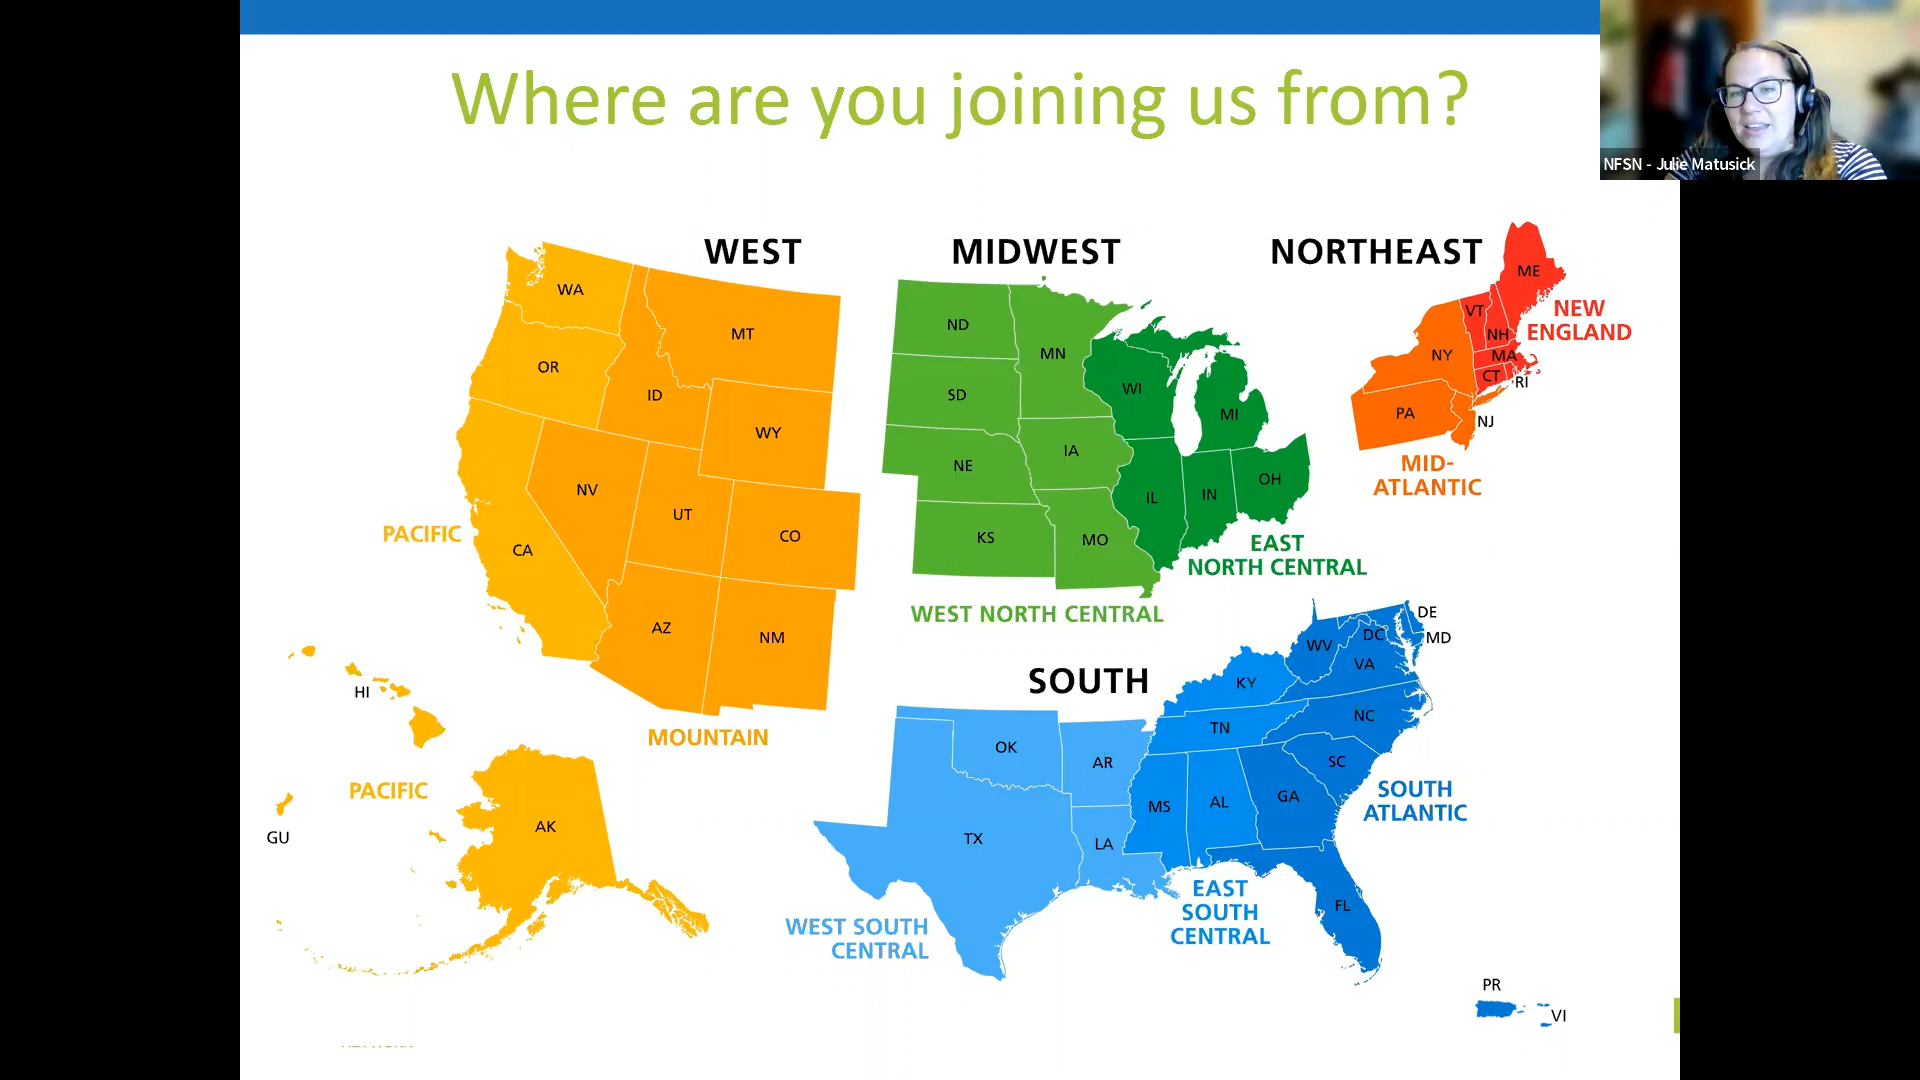 Where are you joining us from?
NFSN - Julie Matusick
WEST
MIDWEST
NORTHEAST
WA
MT
OR
ID
WY
NV
UT
CO
CA
AZ
NM
PACIFIC
MOUNTAIN
HI
PACIFIC
GU
AK
ND
MN
SD
WI
MI
NE
IA
IL
IN
OH
KS
MO
EAST
NORTH CENTRAL
WEST NORTH CENTRAL
ME
VT
NH
NEW
ENGLAND
NY
MA
CT
RI
PA
NJ
MID-
ATLANTIC
SOUTH
DE
MD
DC
WV
VA
KY
NC
TN
SC
OK
AR
MS
AL
GA
TX
LA
FL
SOUTH
ATLANTIC
EAST
SOUTH
CENTRAL
WEST SOUTH
CENTRAL
PR
VI